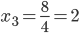 x₃ = 8/4 = 2